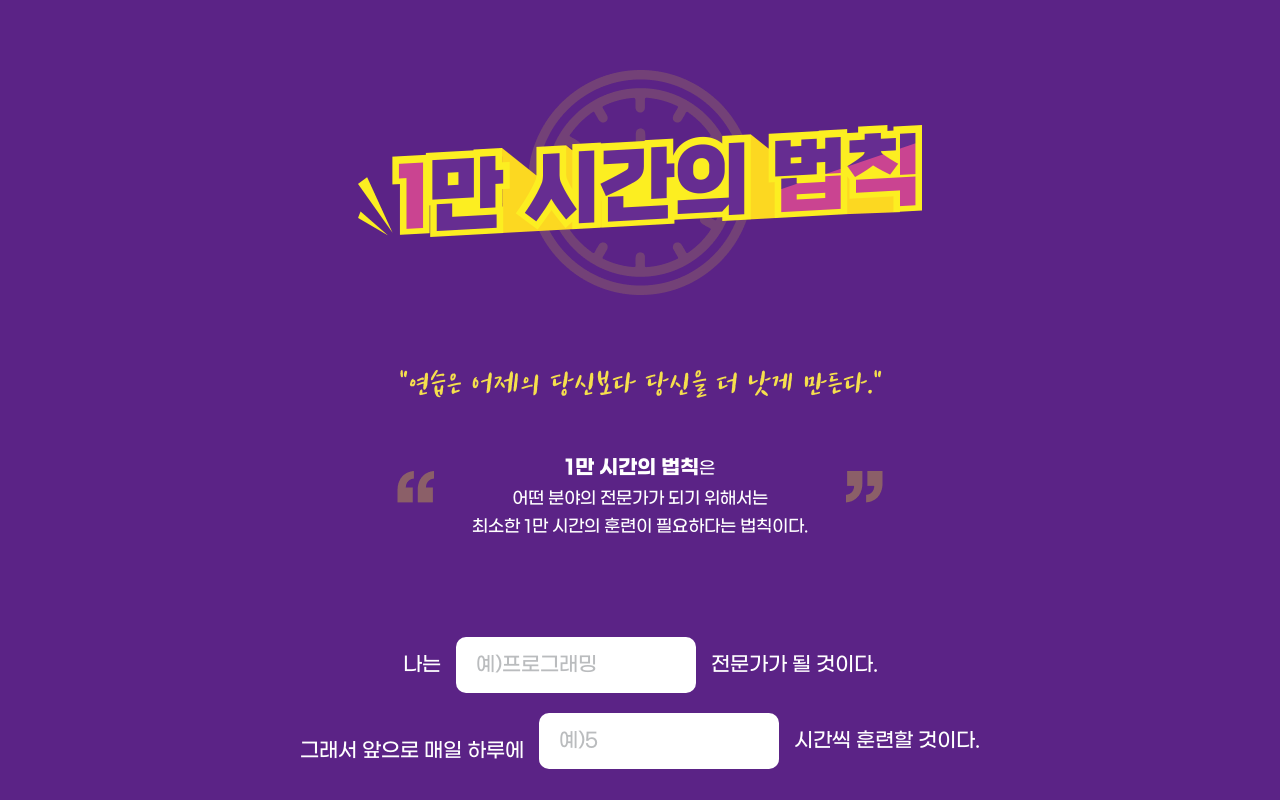 1만 시간의 법칙
"연습은 어제의 당신보다 당신을 더 낫게 만든다."
1만 시간의 법칙은
어떤 분야의 전문가가 되기 위해서는
최소한 1만 시간의 훈련이 필요하다는 법칙이다.
나는 예)프로그래밍 전문가가 될 것이다.
그래서 앞으로 매일 하루에 예)5 시간씩 훈련할 것이다.